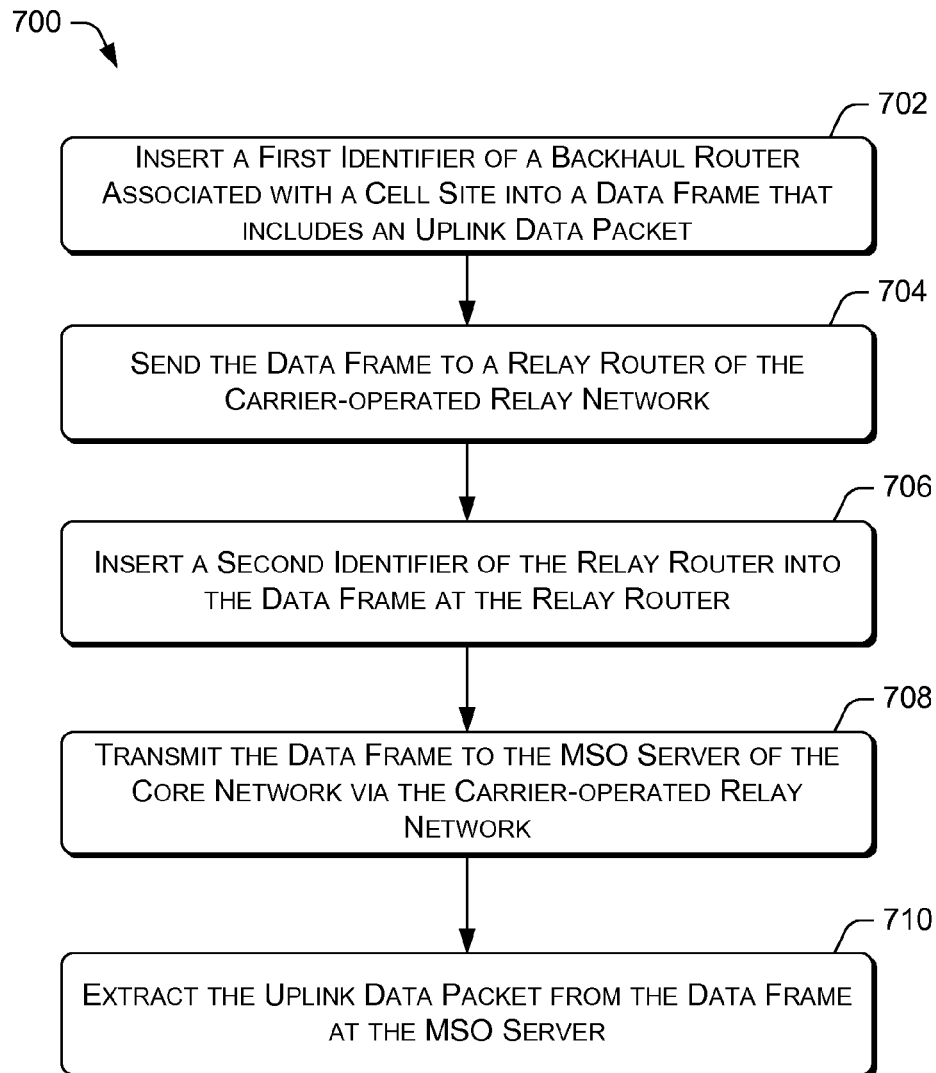 700
702
INSERT A FIRST IDENTIFIER OF A BACKHAUL ROUTER
ASSOCIATED WITH A CELL SITE INTO A DATA FRAME THAT
INCLUDES AN UPLINK DATA PACKET
704
SEND THE DATA FRAME TO A RELAY ROUTER OF THE
CARRIER-OPERATED RELAY NETWORK
706
INSERT A SECOND IDENTIFIER OF THE RELAY ROUTER INTO
THE DATA FRAME AT THE RELAY ROUTER
708
TRANSMIT THE DATA FRAME TO THE MSO SERVER OF THE
CORE NETWORK VIA THE CARRIER-OPERATED RELAY
NETWORK
710
EXTRACT THE UPLINK DATA PACKET FROM THE DATA FRAME
AT THE MSO SERVER